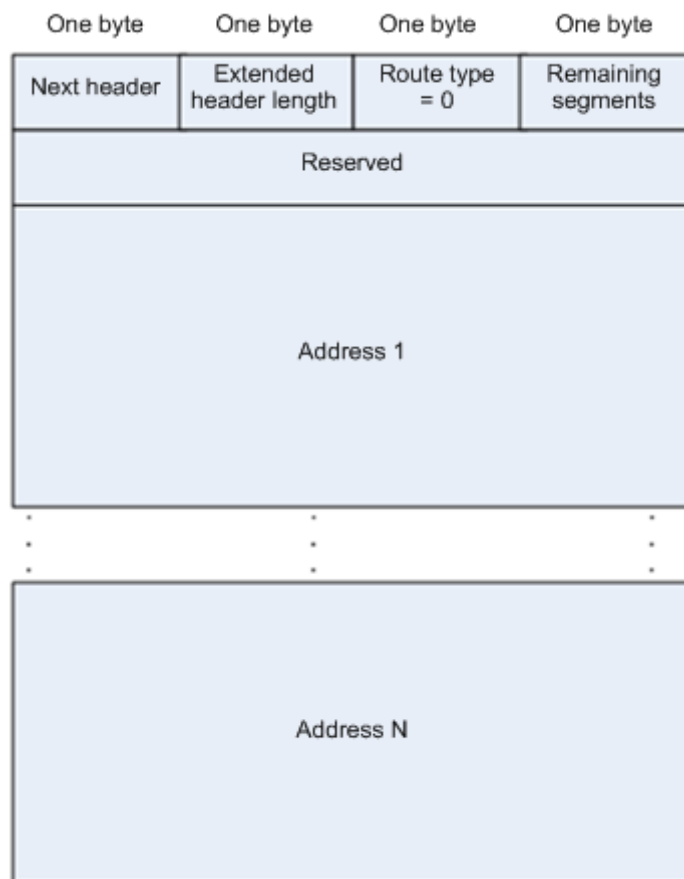 One byte One byte One byte One byte
Next header
Extended
header length
Route type
= 0
Remaining
segments
Reserved
Address 1
Address N